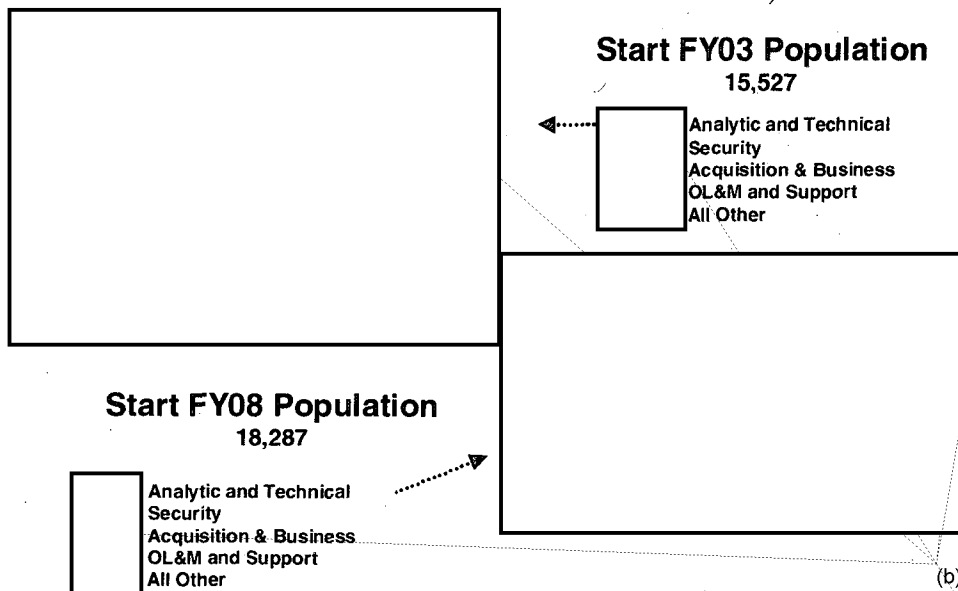 Start FY03 Population
15,527
Analytic and Technical
Security
Acquisition & Business
OL&M and Support
All Other
Start FY08 Population
18,287
Analytic and Technical
Security
Acquisition & Business
OL&M and Support
All Other
(b)